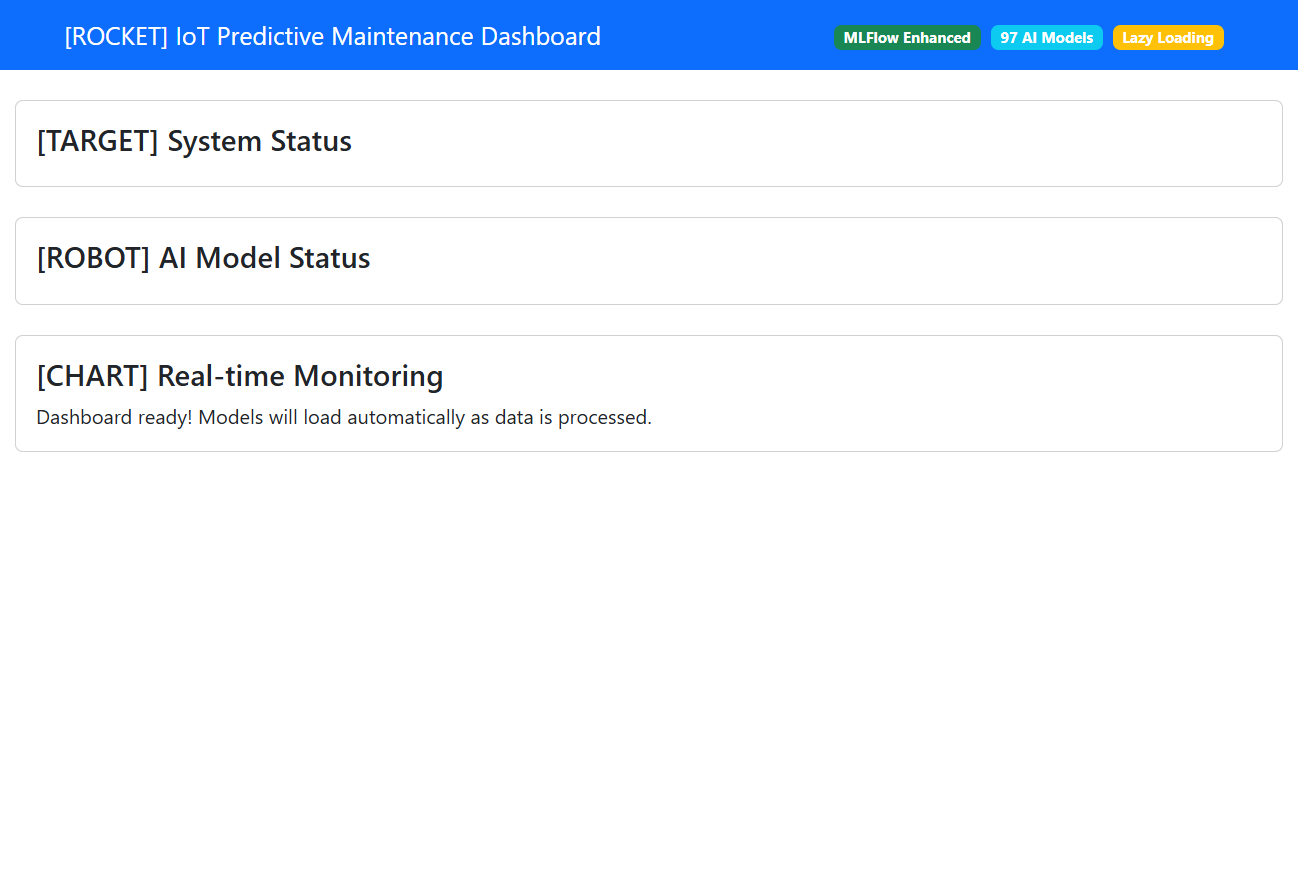 [ROCKET] IoT Predictive Maintenance Dashboard
MLFlow Enhanced
97 AI Models
Lazy Loading
[TARGET] System Status
[ROBOT] AI Model Status
[CHART] Real-time Monitoring
Dashboard ready! Models will load automatically as data is processed.